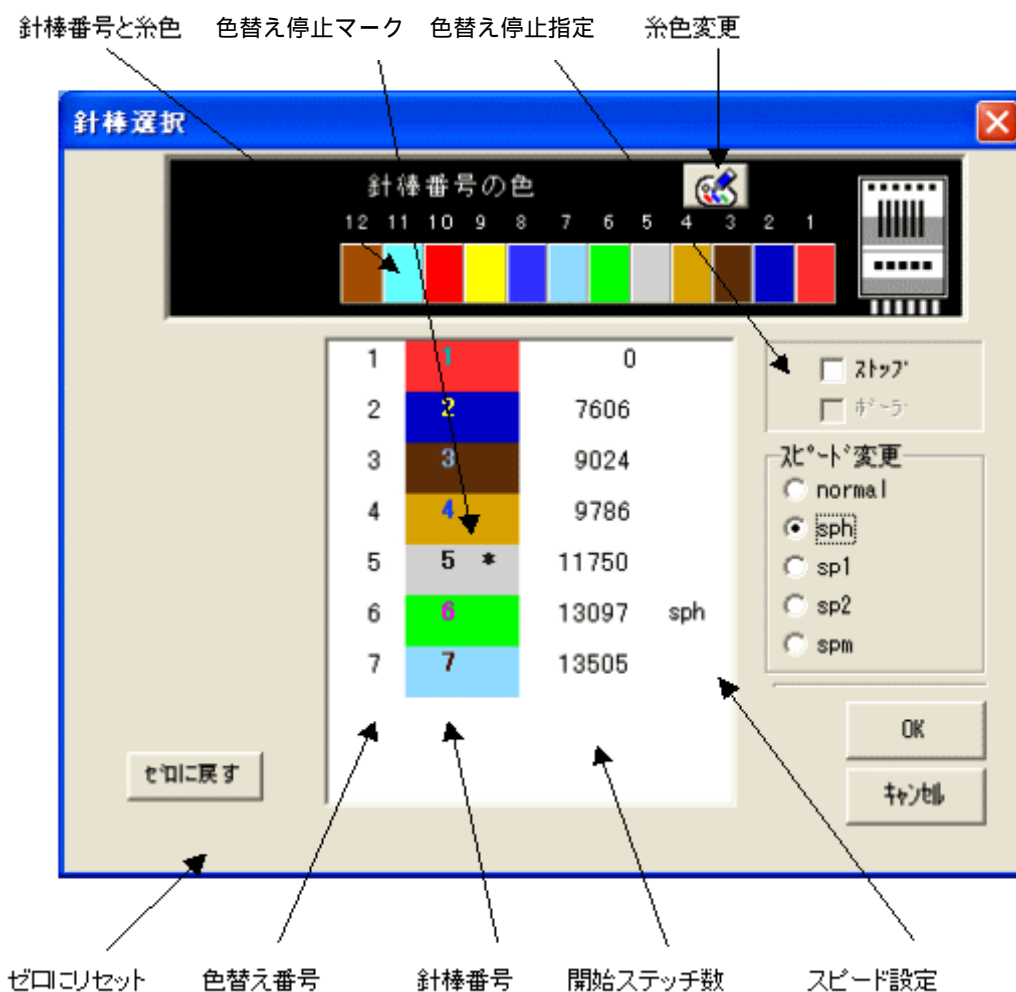 針棒番号と糸色 色替え停止マーク 色替え停止指定 糸色変更
針棒選択
針棒番号の色
12 11 10 9 8 7 6 5 4 3 2 1
1 1 0
2 2 7606
3 3 9024
4 4 9786
5 5 * 11750
6 6 13097 sph
7 7 13505
ストップ
ボーラ
スピード変更
normal
sph
sp1
sp2
spm
OK
キャンセル
ゼロに戻す
ゼロにリセット 色替え番号 針棒番号 開始ステッチ数 スピード設定